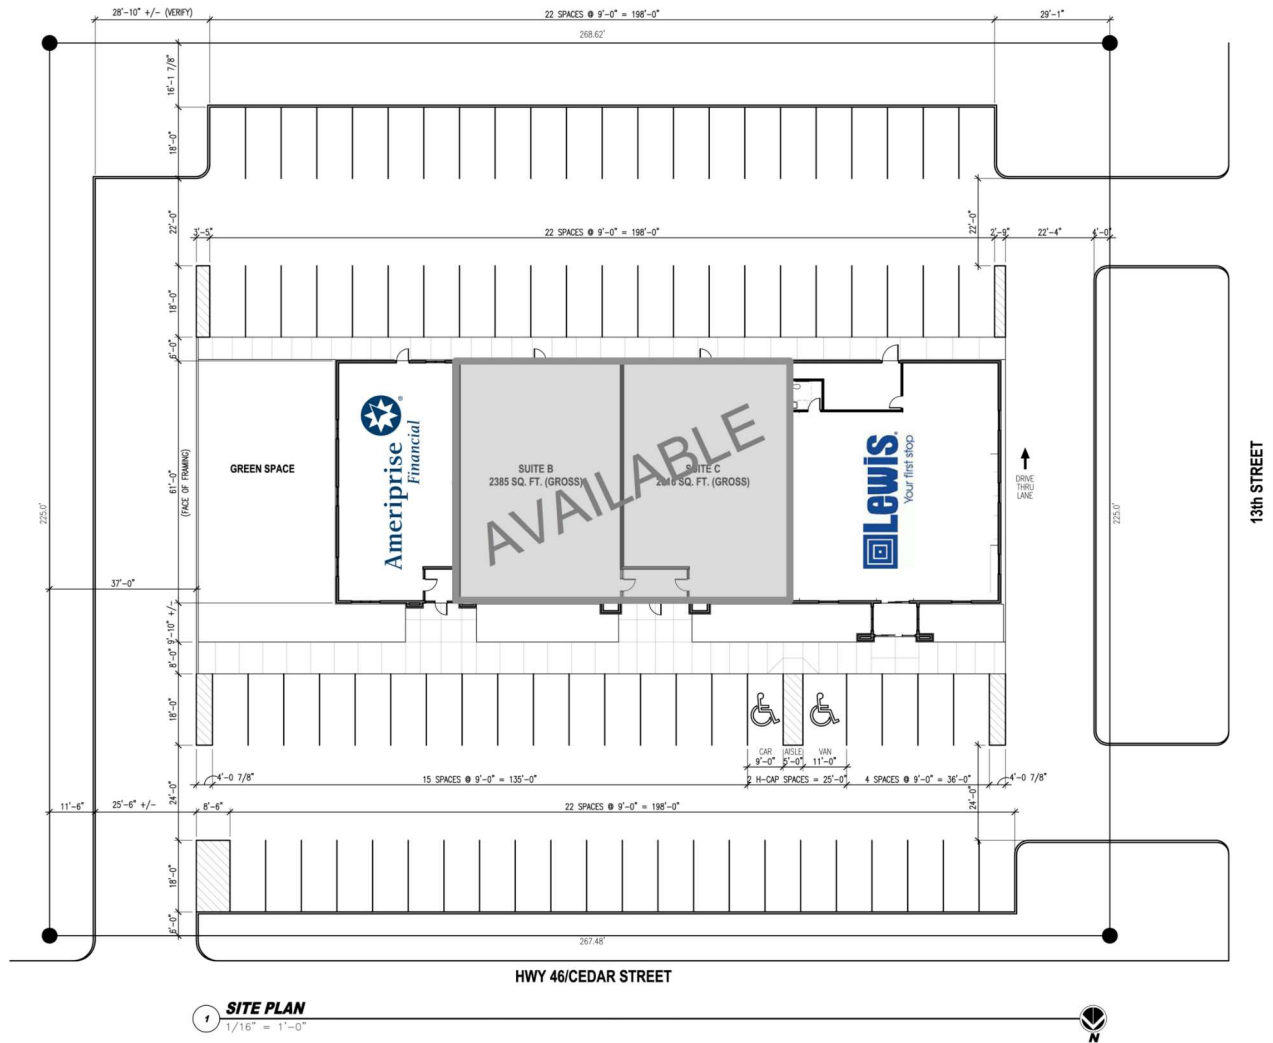 28'-10" +/- (VERIFY)
22 SPACES @ 9'-0" = 198'-0"
29'-1"
268.62'
16'-1 7/8"
18'-0"
22'-0"
22'-0"
3'-5"
22 SPACES @ 9'-0" = 198'-0"
2'-9"
22'-4"
4'-0"
18'-0"
6'-0"
GREEN SPACE
61'-0"
(FACE OF FRAMING)
Ameriprise
Financial
®
SUITE B
2385 SQ. FT. (GROSS)
SUITE C
SQ. FT. (GROSS)
AVAILABLE
Lewis
Your first stop
DRIVE
THRU
LANE
13th STREET
225.0'
225.0'
37'-0"
9'-10" +/-
8'-0"
18'-0"
CAR
AISLE
VAN
9'-0"
5'-0"
11'-0"
4'-0 7/8"
15 SPACES @ 9'-0" = 135'-0"
2 H-CAP SPACES = 25'-0"
4 SPACES @ 9'-0" = 36'-0"
4'-0 7/8"
24'-0"
24'-0"
11'-6"
25'-6" +/-
8'-6"
22 SPACES @ 9'-0" = 198'-0"
18'-0"
6'-0"
267.48'
HWY 46/CEDAR STREET
1
SITE PLAN
1/16" = 1'-0"
N